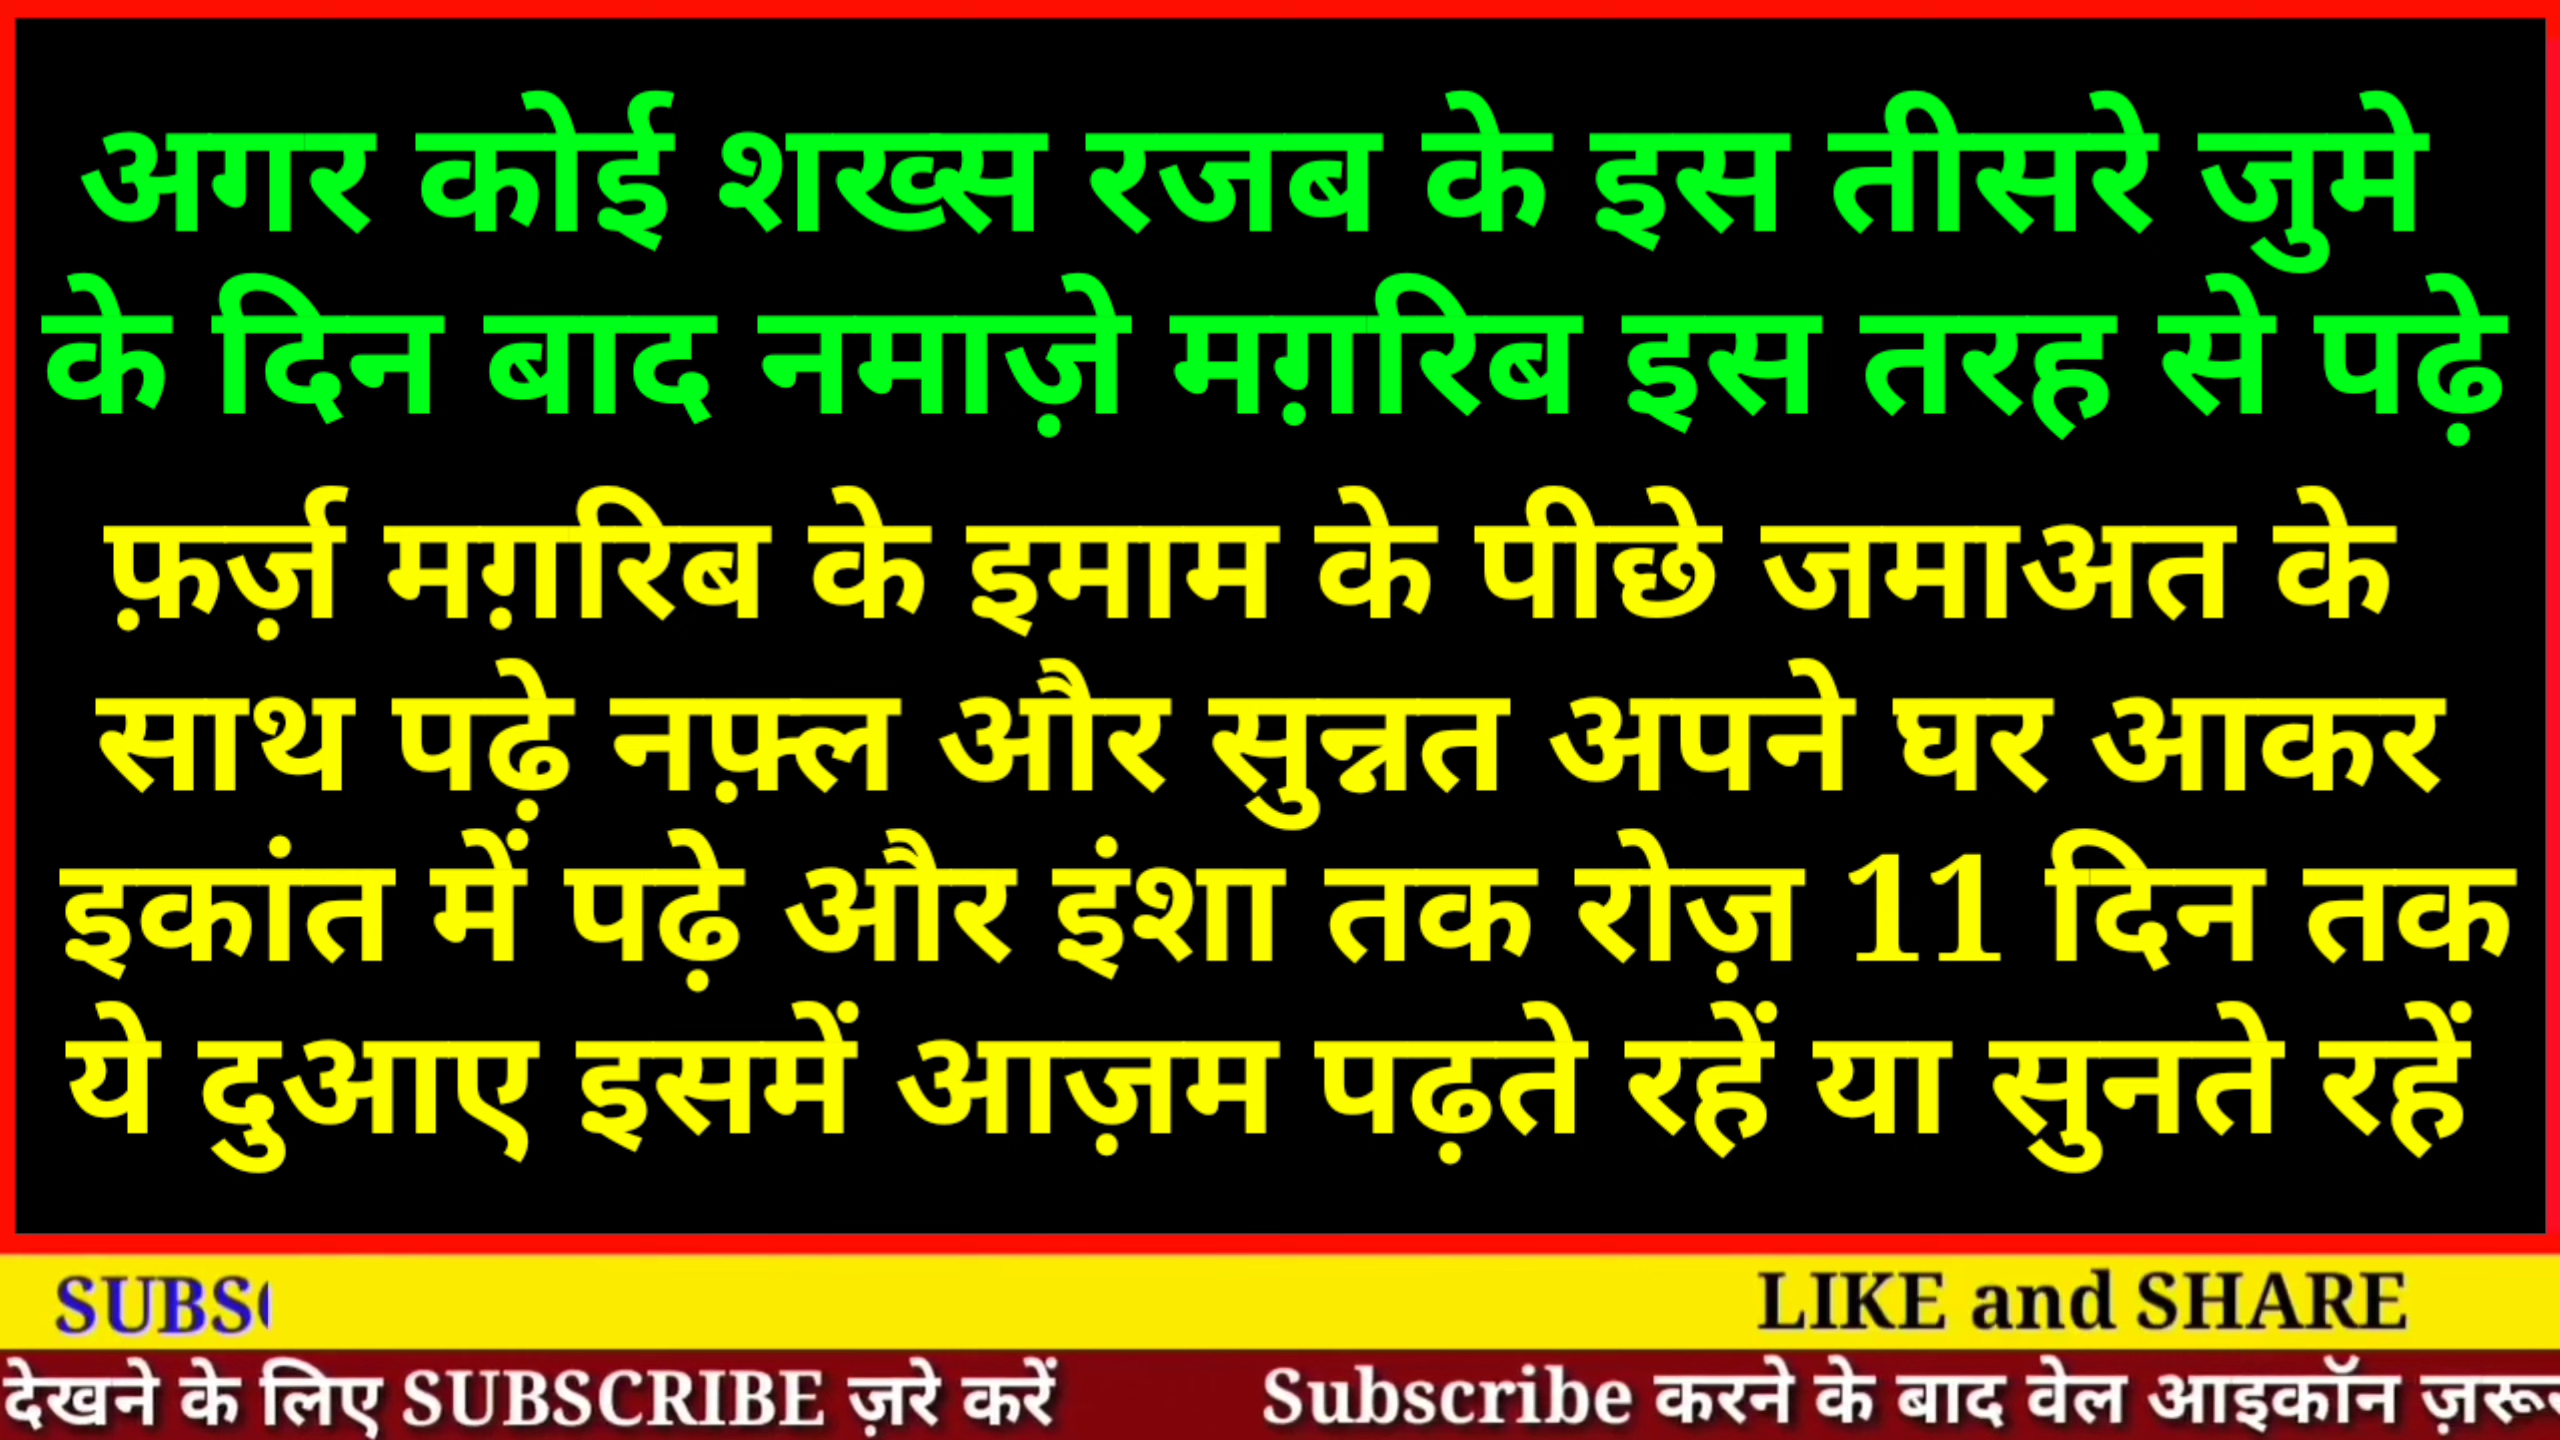 अगर कोई शख्स रजब के इस तीसरे जुमे
के दिन बाद नमाज़े मग़रिब इस तरह से पढ़े
फ़र्ज़ मग़रिब के इमाम के पीछे जमाअत के
साथ पढ़े नफ़्ल और सुन्नत अपने घर आकर
इकांत में पढ़े और इंशा तक रोज़ 11 दिन तक
ये दुआए इसमें आज़म पढ़ते रहें या सुनते रहें
LIKE and SHARE
देखने के लिए SUBSCRIBE ज़रे करें Subscribe करने के बाद वेल आइकॉन